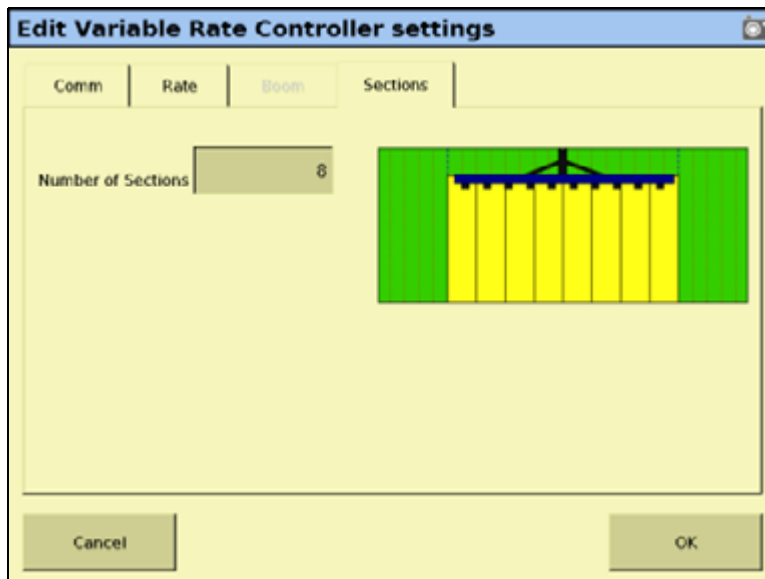 Edit Variable Rate Controller settings
Comm Rate Boom Sections
Number of Sections 8
Cancel OK